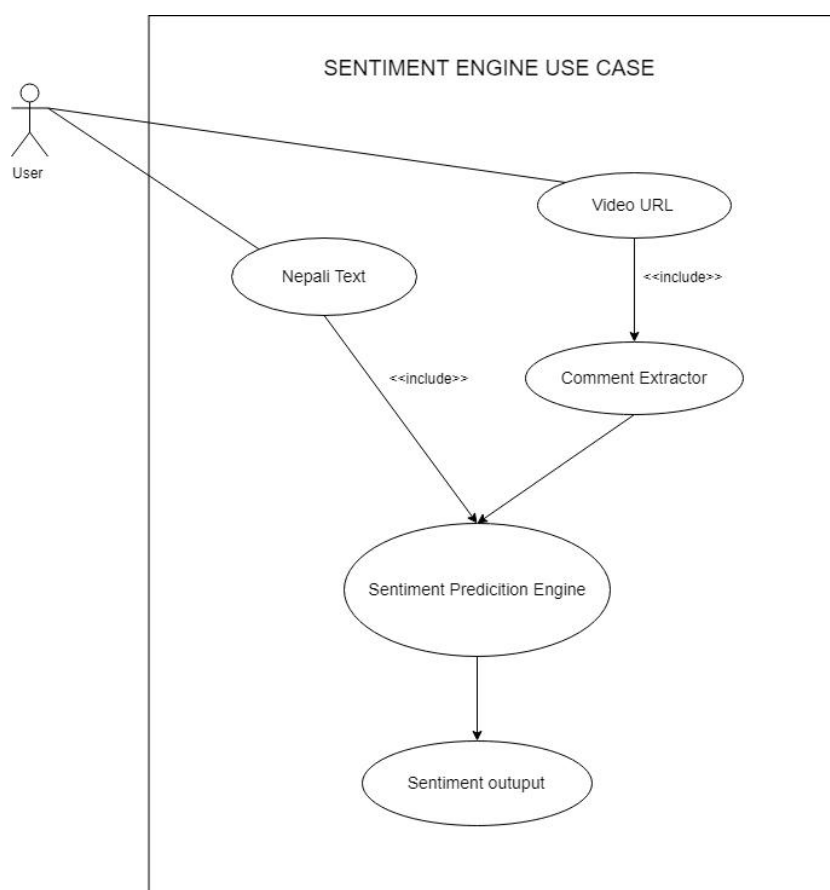 SENTIMENT ENGINE USE CASE
User
Video URL
Nepali Text
<<include>>
<<include>>
Comment Extractor
Sentiment Predicition Engine
Sentiment outuput